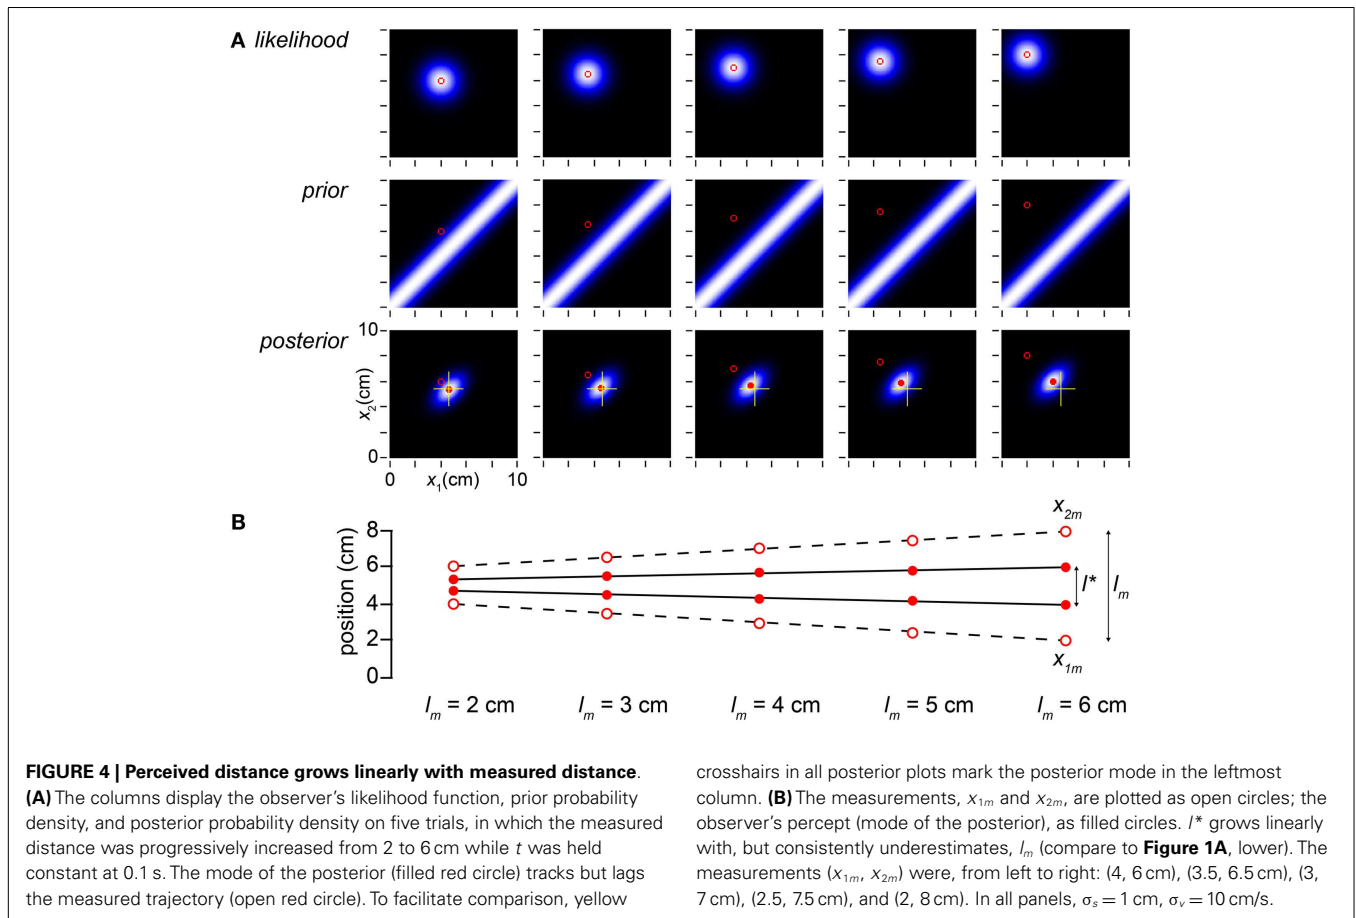 A likelihood
prior
posterior
10
x₂(cm)
0
0 x₁(cm) 10
B
position (cm)
8
6
4
2
0
x₂ₘ
l*
lₘ
x₁ₘ
lₘ = 2 cm lₘ = 3 cm lₘ = 4 cm lₘ = 5 cm lₘ = 6 cm
FIGURE 4 | Perceived distance grows linearly with measured distance.
(A) The columns display the observer's likelihood function, prior probability
density, and posterior probability density on five trials, in which the measured
distance was progressively increased from 2 to 6 cm while t was held
constant at 0.1 s. The mode of the posterior (filled red circle) tracks but lags
the measured trajectory (open red circle). To facilitate comparison, yellow
crosshairs in all posterior plots mark the posterior mode in the leftmost
column. (B) The measurements, x₁ₘ and x₂ₘ, are plotted as open circles; the
observer's percept (mode of the posterior), as filled circles. l* grows linearly
with, but consistently underestimates, lₘ (compare to Figure 1A, lower). The
measurements (x₁ₘ, x₂ₘ) were, from left to right: (4, 6 cm), (3.5, 6.5 cm), (3,
7 cm), (2.5, 7.5 cm), and (2, 8 cm). In all panels, σₛ = 1 cm, σᵥ = 10 cm/s.